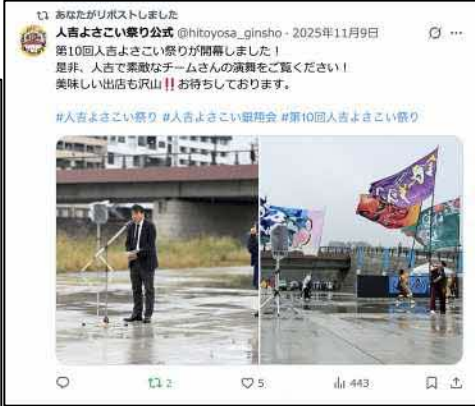 あなたがリポストしました
人吉よさこい祭り公式 @hitoyosa_ginsho · 2025年11月9日
第10回人吉よさこい祭りが開幕しました！
是非、人吉で素敵なチームさんの演舞をご覧ください！
美味しい出店も沢山‼️お待ちしております。
#人吉よさこい祭り #人吉よさこい銀翔会 #第10回人吉よさこい祭り
2 5 443